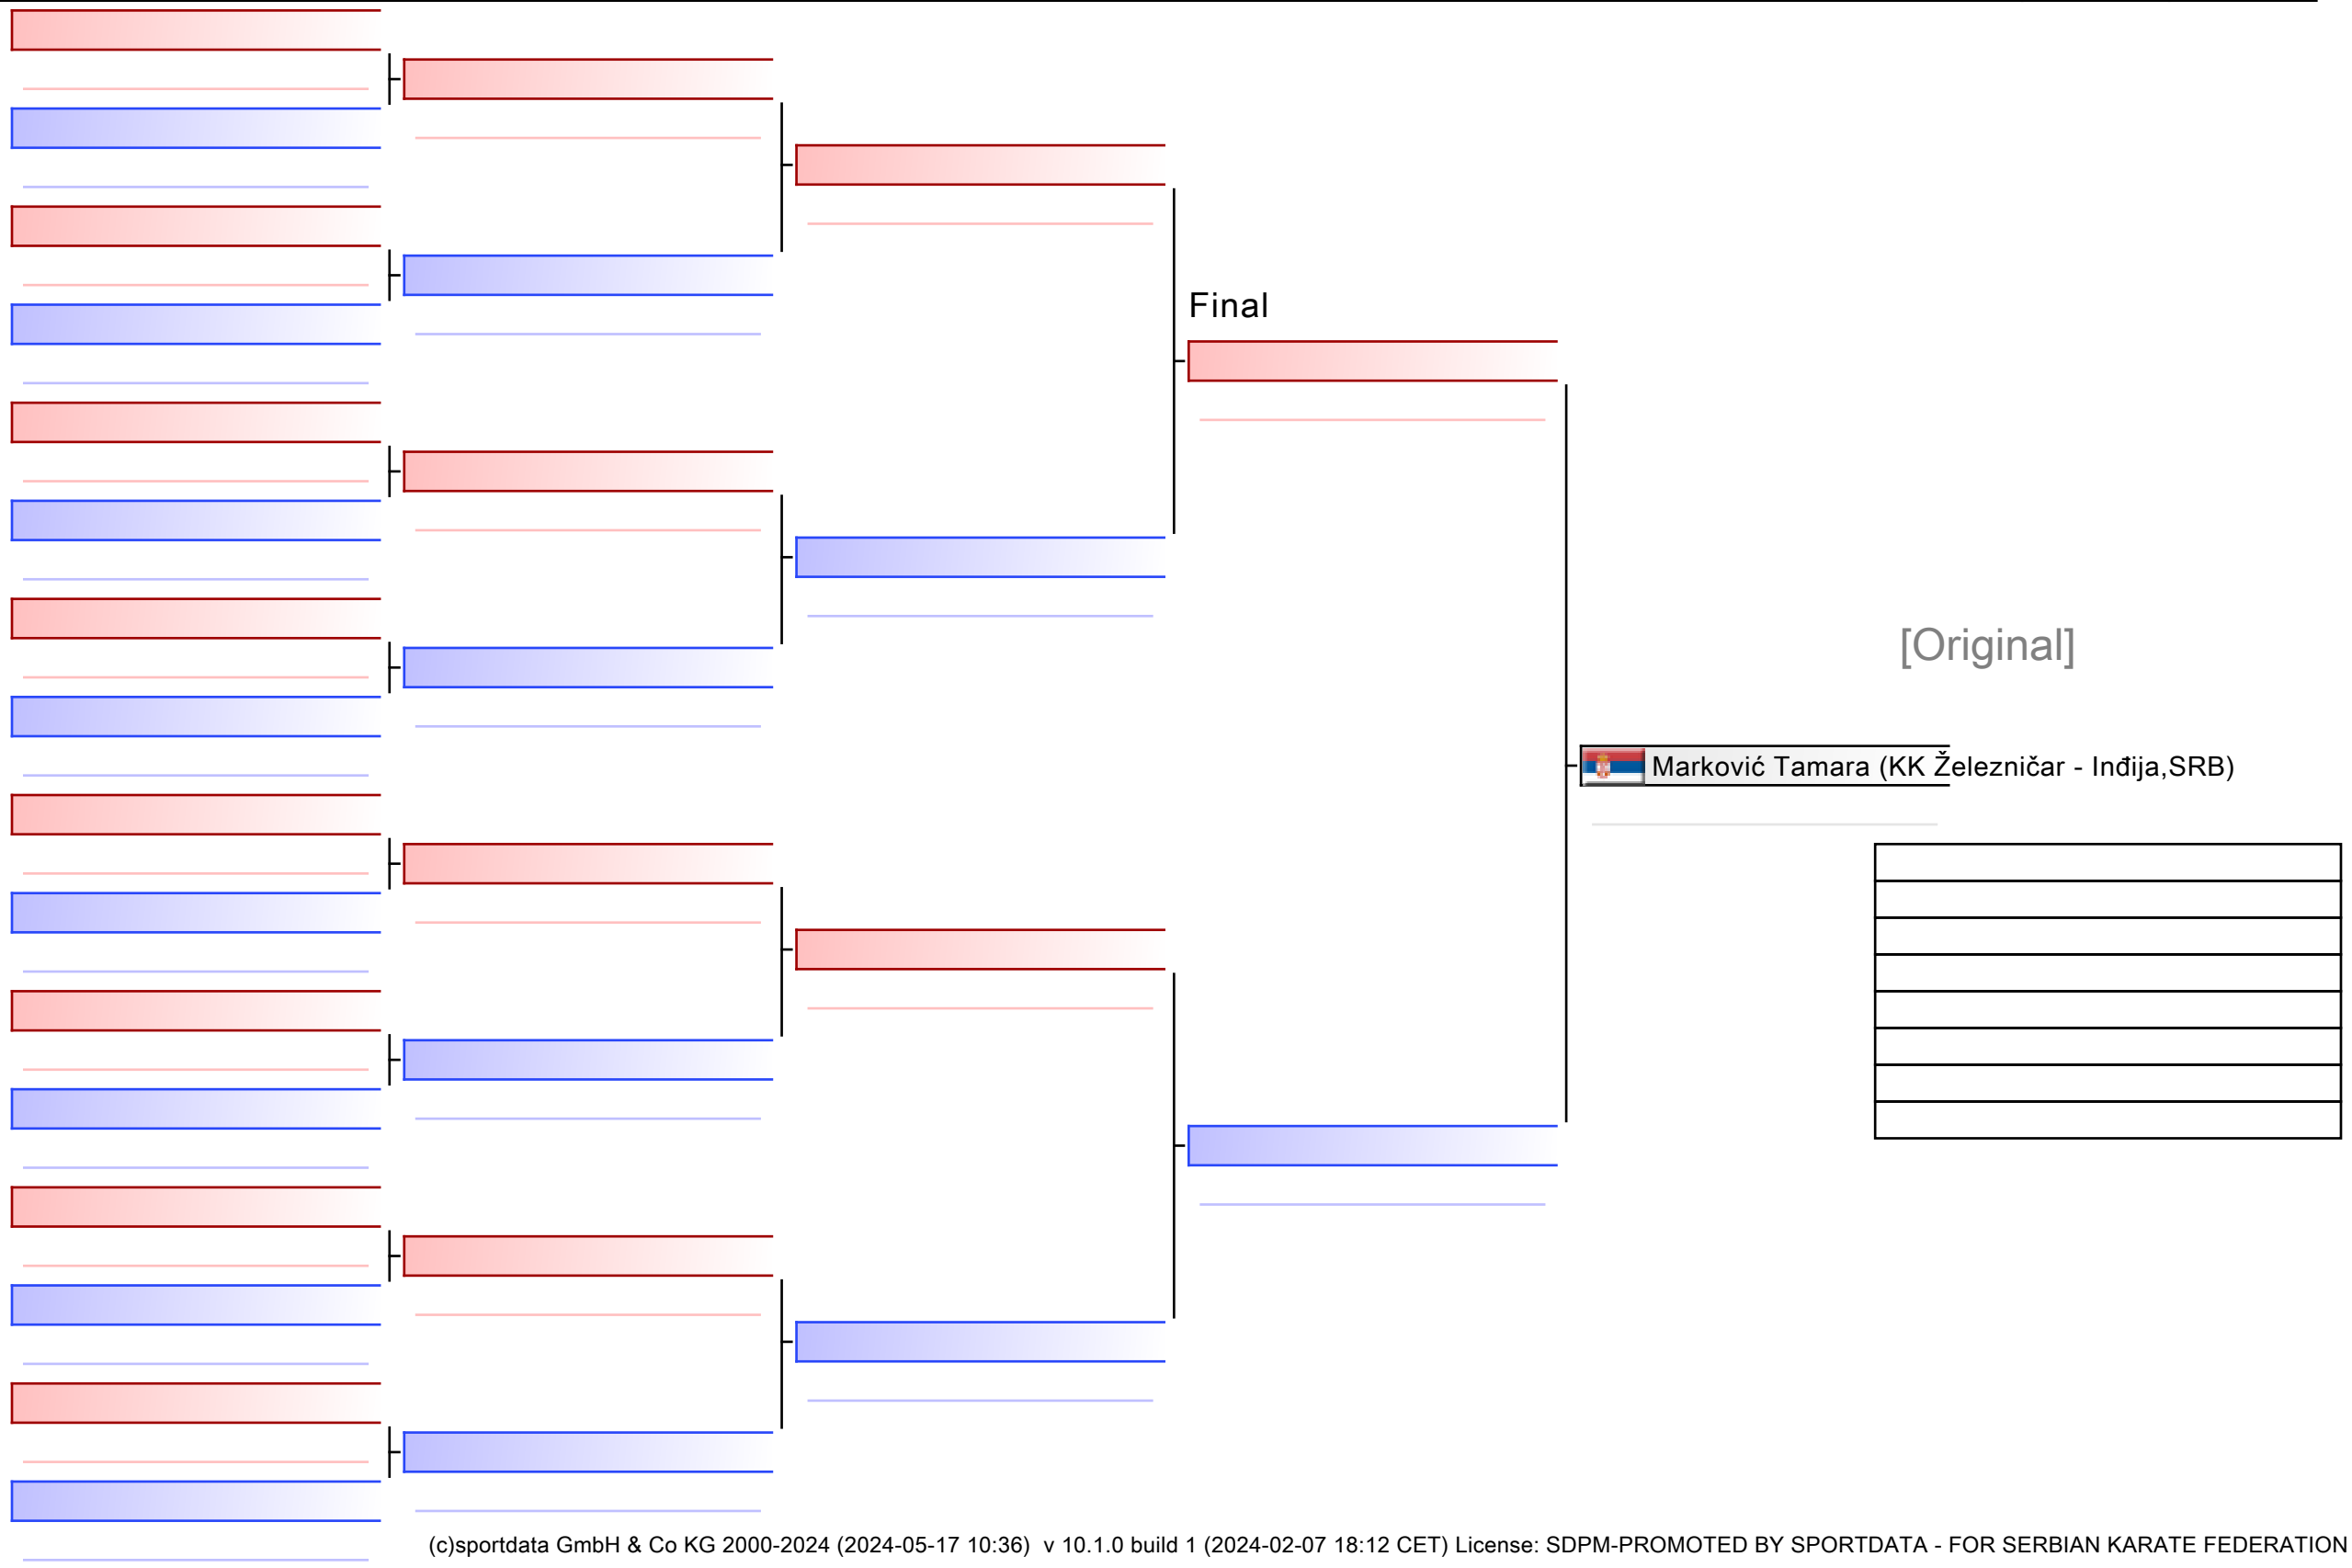 Final
[Original]
Marković Tamara (KK Železničar - Inđija,SRB)
(c)sportdata GmbH & Co KG 2000-2024 (2024-05-17 10:36)  v 10.1.0 build 1 (2024-02-07 18:12 CET) License: SDPM-PROMOTED BY SPORTDATA - FOR SERBIAN KARATE FEDERATION